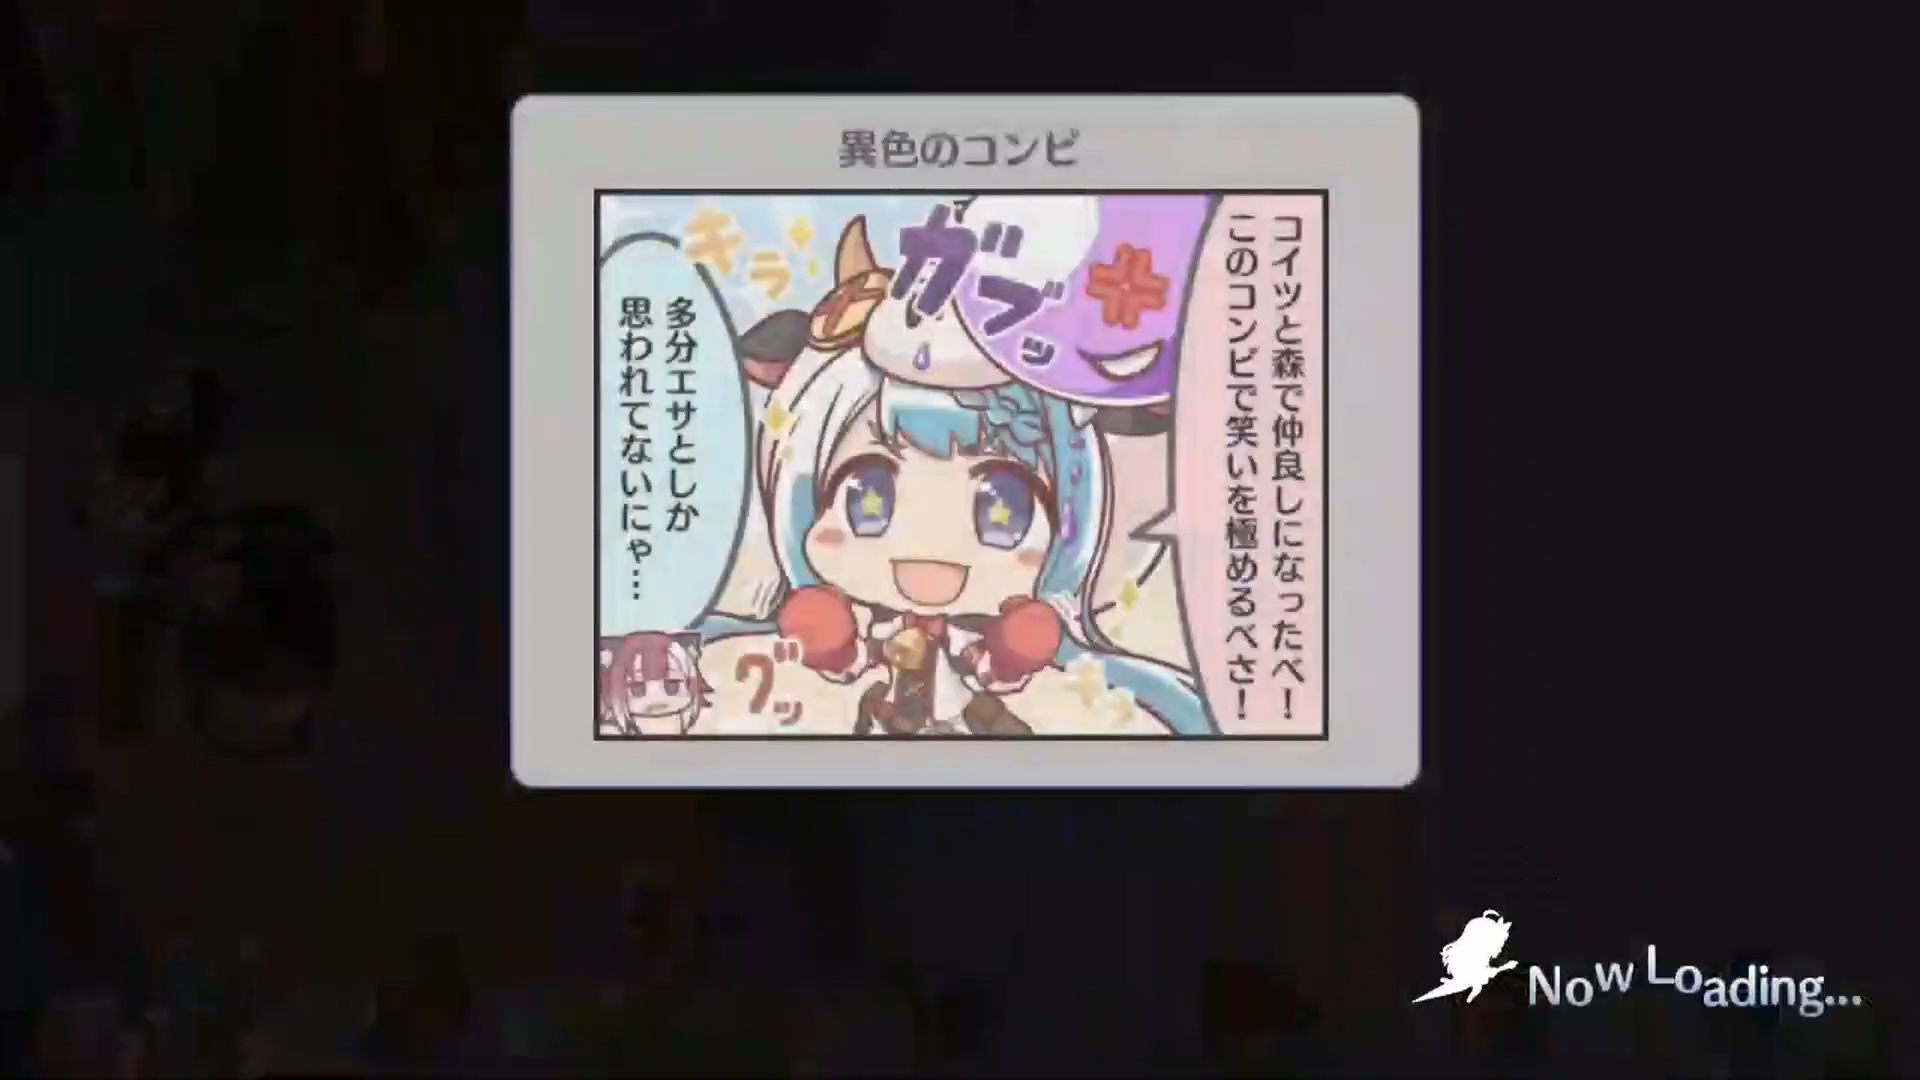 異色のコンビ
コイツと森で仲良しになったべ！
このコンビで笑いを極めるべさ！
ガブッ
キラ
多分エサとしか
思われてないにゃ…
グッ
Now Loading...